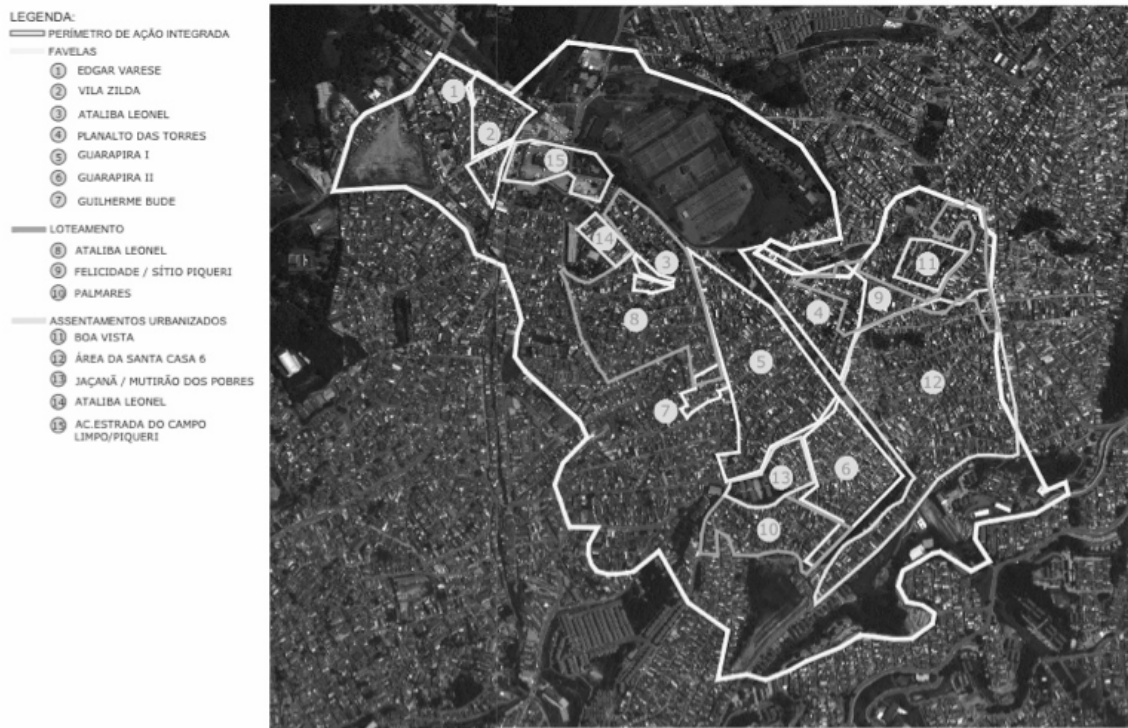 LEGENDA:
PERÍMETRO DE AÇÃO INTEGRADA
FAVELAS
1 EDGAR VARESE
2 VILA ZILDA
3 ATALIBA LEONEL
4 PLANALTO DAS TORRES
5 GUARAPIRA I
6 GUARAPIRA II
7 GUILHERME BUDE
LOTEAMENTO
8 ATALIBA LEONEL
9 FELICIDADE / SÍTIO PIQUERI
10 PALMARES
ASSENTAMENTOS URBANIZADOS
11 BOA VISTA
12 ÁREA DA SANTA CASA 6
13 JAÇANÃ / MUTIRÃO DOS POBRES
14 ATALIBA LEONEL
15 AC.ESTRADA DO CAMPO
LIMPO/PIQUERI
1
2
15
14
3
11
9
4
8
5
12
7
6
13
10